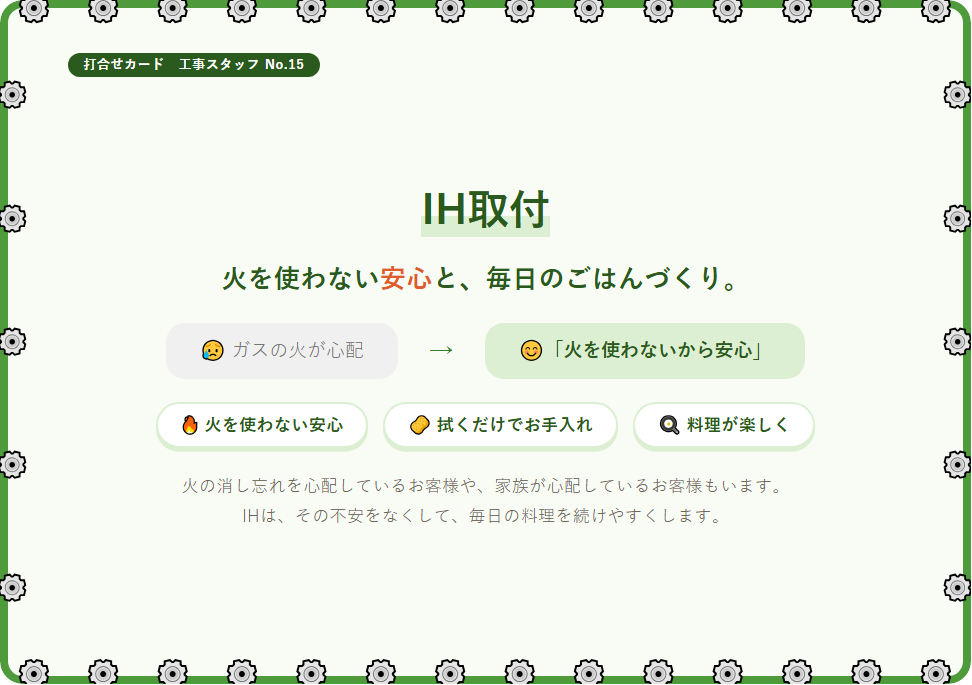 打合せカード　工事スタッフ No.15
IH取付
火を使わない安心と、毎日のごはんづくり。
😥 ガスの火が心配 → 😊「火を使わないから安心」
🔥 火を使わない安心 🧽 拭くだけでお手入れ 🍳 料理が楽しく
火の消し忘れを心配しているお客様や、家族が心配しているお客様もいます。
IHは、その不安をなくして、毎日の料理を続けやすくします。